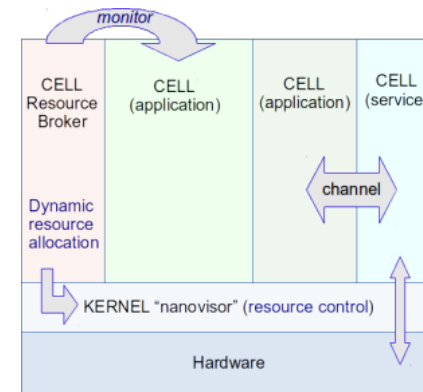 monitor
CELL
Resource
Broker
CELL
(application)
CELL
(application)
CELL
(service
channel
Dynamic
resource
allocation
KERNEL “nanovisor” (resource control)
Hardware